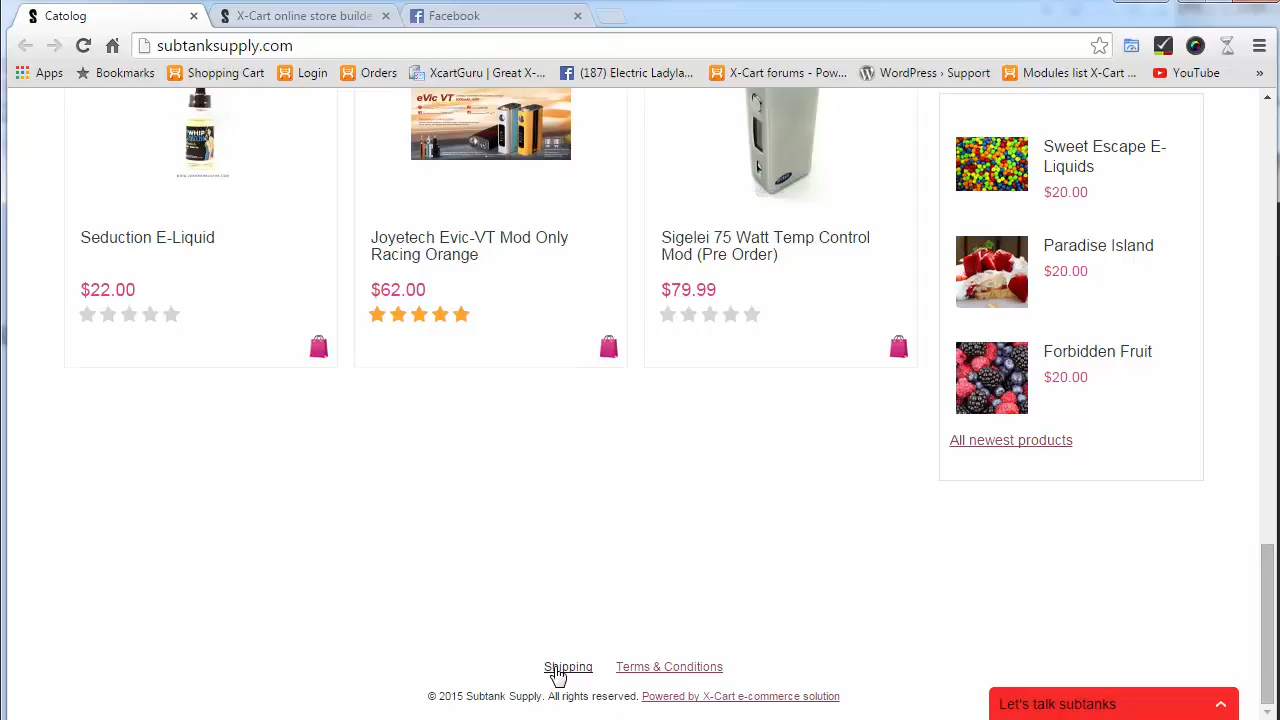 Catolog
X-Cart online store builde
Facebook
subtanksupply.com
Apps
Bookmarks
Shopping Cart
Login
Orders
XcartGuru | Great X-...
(187) Electric Ladyla...
X-Cart forums - Pow...
WordPress › Support
Modules list X-Cart ...
YouTube
»
eVic VT
WHIP
Seduction E-Liquid
$22.00
Joyetech Evic-VT Mod Only
Racing Orange
$62.00
Sigelei 75 Watt Temp Control
Mod (Pre Order)
$79.99
Sweet Escape E-
Liquids
$20.00
Paradise Island
$20.00
Forbidden Fruit
$20.00
All newest products
Shipping
Terms & Conditions
© 2015 Subtank Supply. All rights reserved. Powered by X-Cart e-commerce solution
Let's talk subtanks